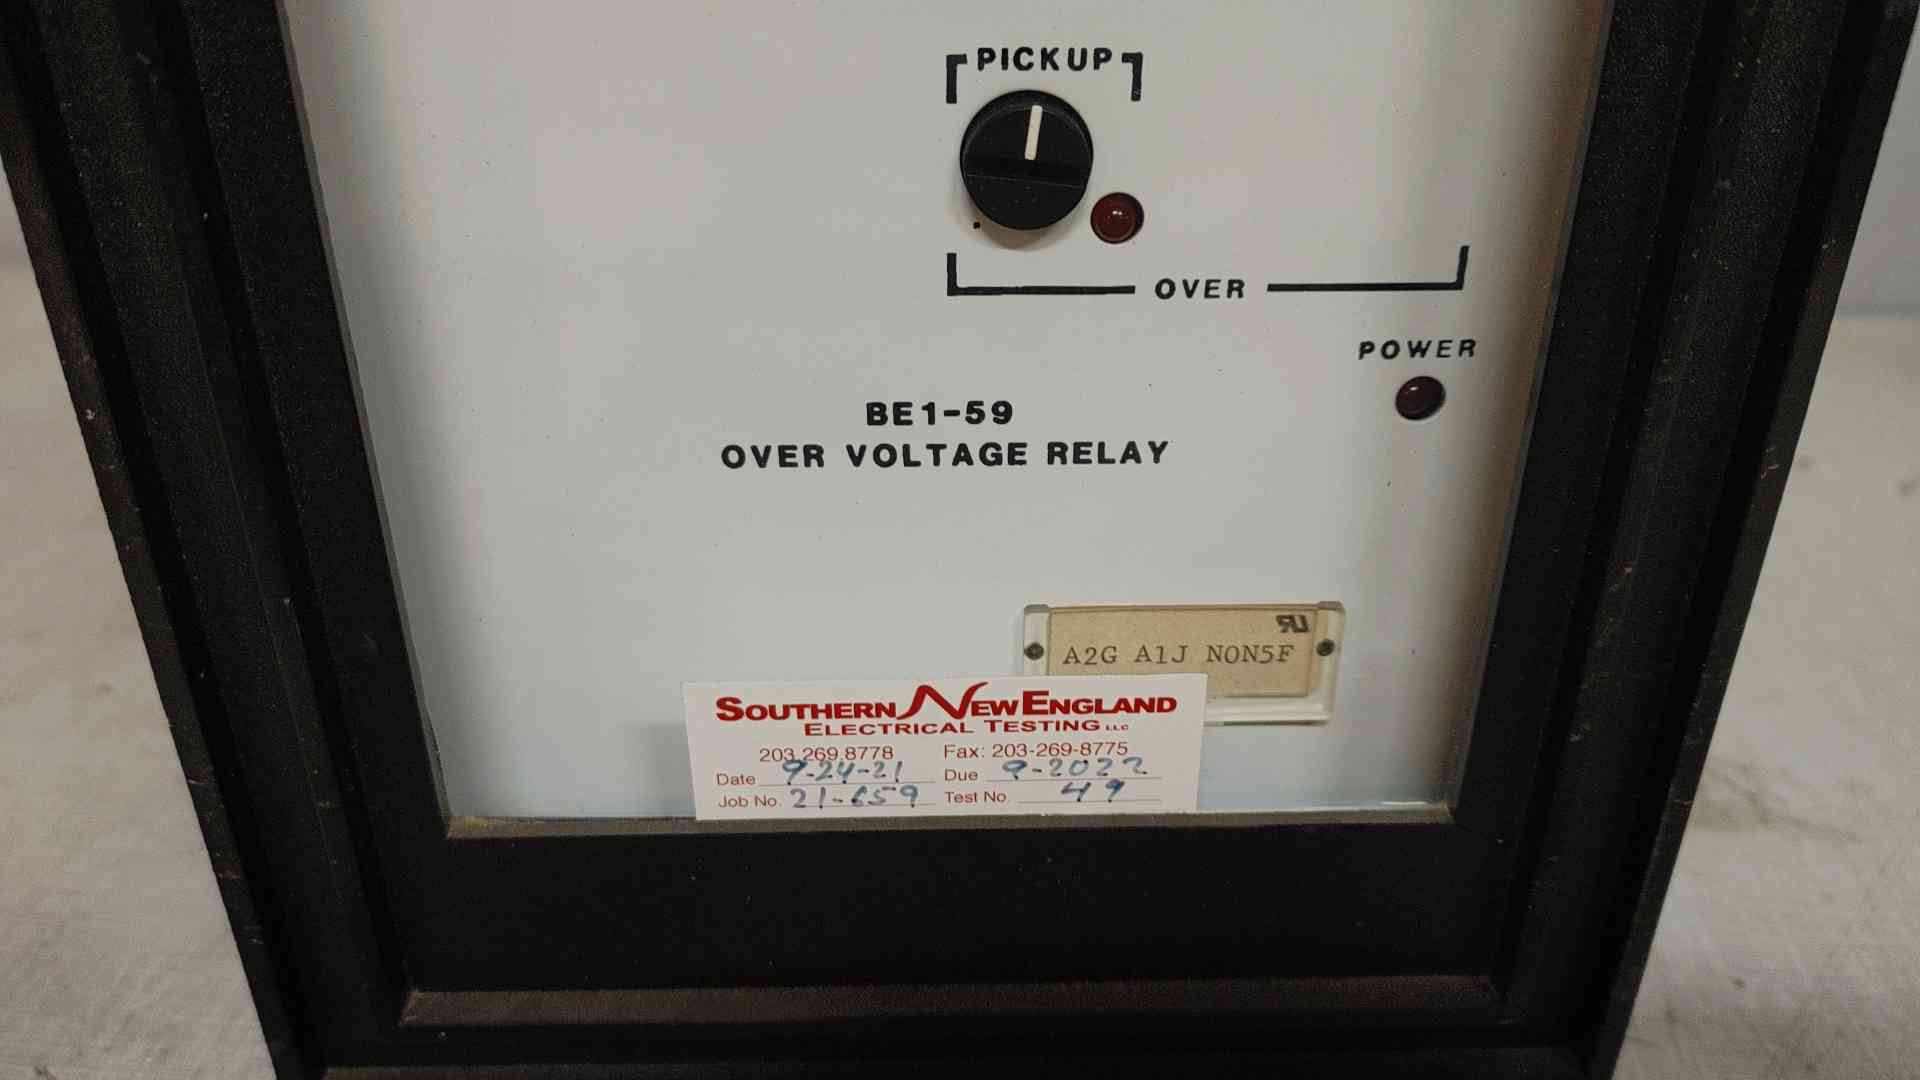 PICKUP
OVER
POWER
BE1-59
OVER VOLTAGE RELAY
A2G A1J N0N5F
SOUTHERN NEW ENGLAND
ELECTRICAL TESTING LLC
203.269.8778 Fax: 203-269-8775
Date 9-24-21 Due 9-2022
Job No. 21-659 Test No. 49